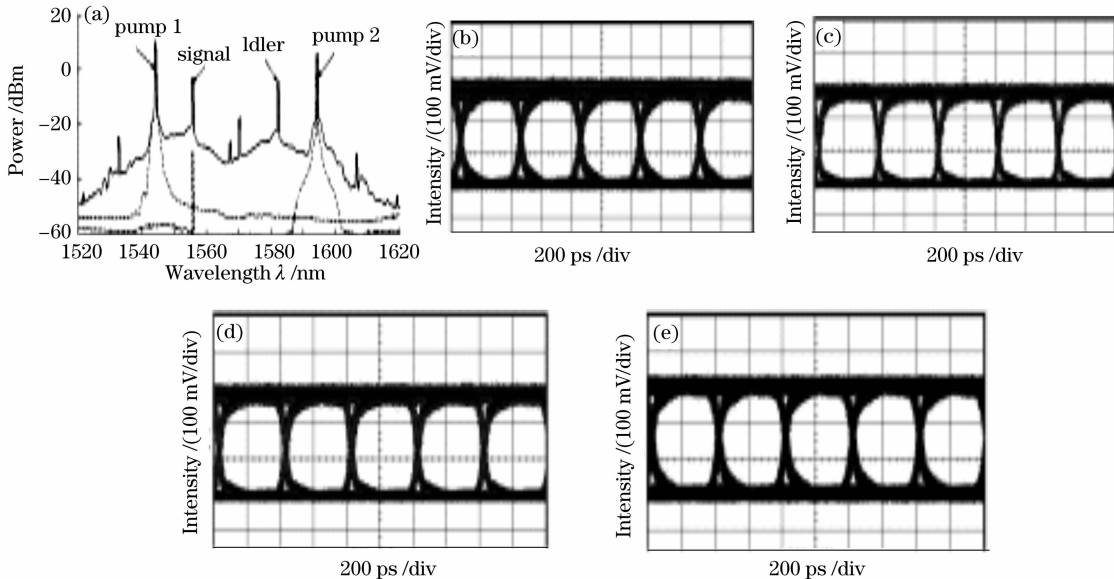 (a)
20
0
−20
−40
−60
Power /dBm
pump 1
signal
ldler
pump 2
1520 1540 1560 1580 1600 1620
Wavelength λ /nm
(b)
Intensity /(100 mV/div)
200 ps /div
(c)
Intensity /(100 mV/div)
200 ps /div
(d)
Intensity /(100 mV/div)
200 ps /div
(e)
Intensity /(100 mV/div)
200 ps /div